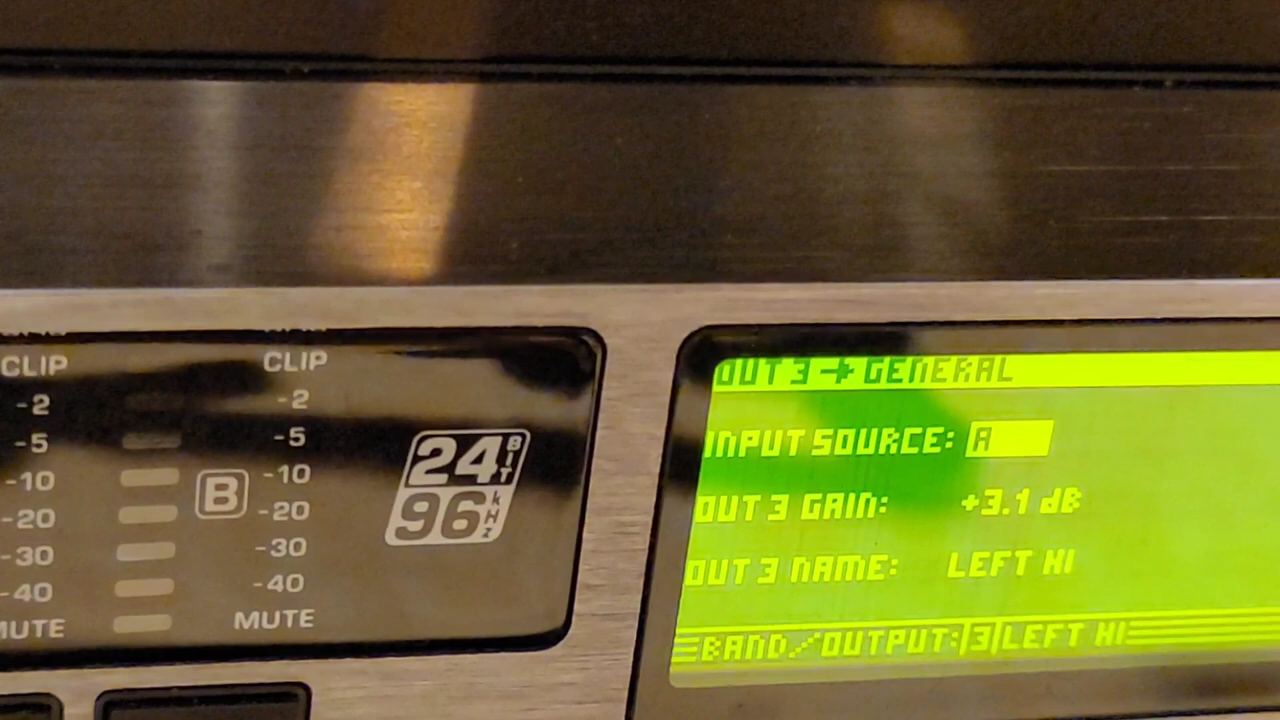 CLIP
-2
-5
-10
-20
-30
-40
MUTE
B
CLIP
-2
-5
-10
-20
-30
-40
MUTE
24 BIT
96 kHz
OUT 3 → GENERAL
INPUT SOURCE: A
OUT 3 GAIN: +3.1 dB
OUT 3 NAME: LEFT HI
BAND/OUTPUT:|3|LEFT HI